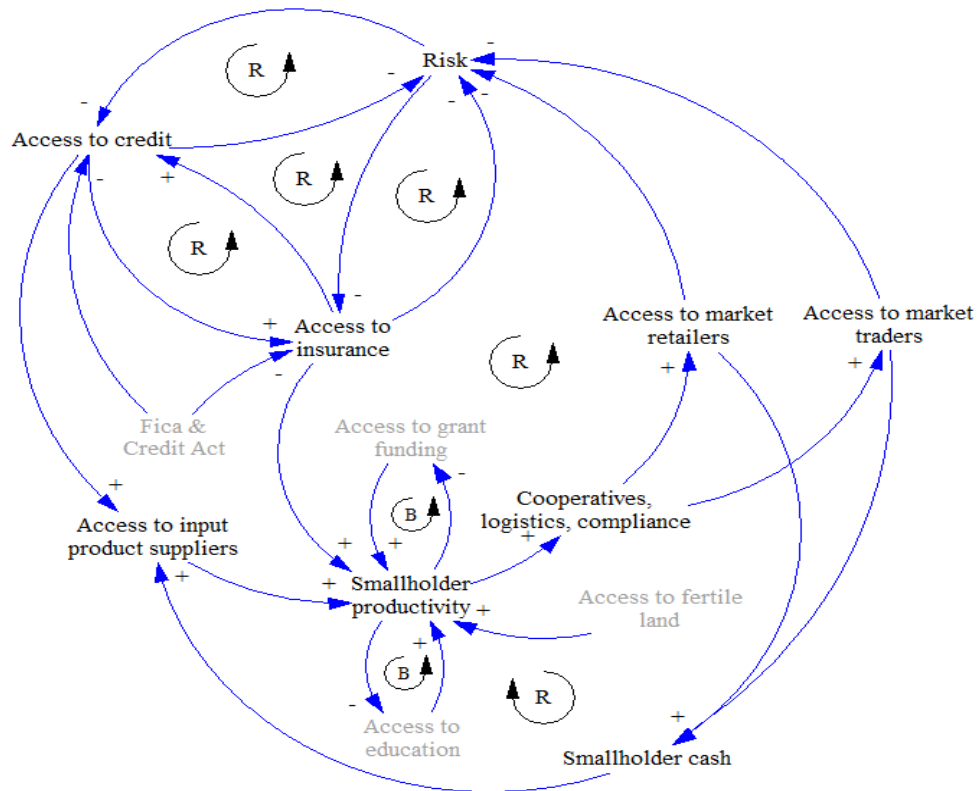 Risk
R
Access to credit
R
R
R
Access to
insurance
Access to market
retailers
Access to market
traders
R
Fica &
Credit Act
Access to grant
funding
Cooperatives,
logistics, compliance
B
Access to input
product suppliers
Smallholder
productivity
Access to fertile
land
B
R
Access to
education
Smallholder cash
-
-
-
-
-
-
-
+
-
+
-
+
+
-
+
+
+
+
+
+
+
+
-
+